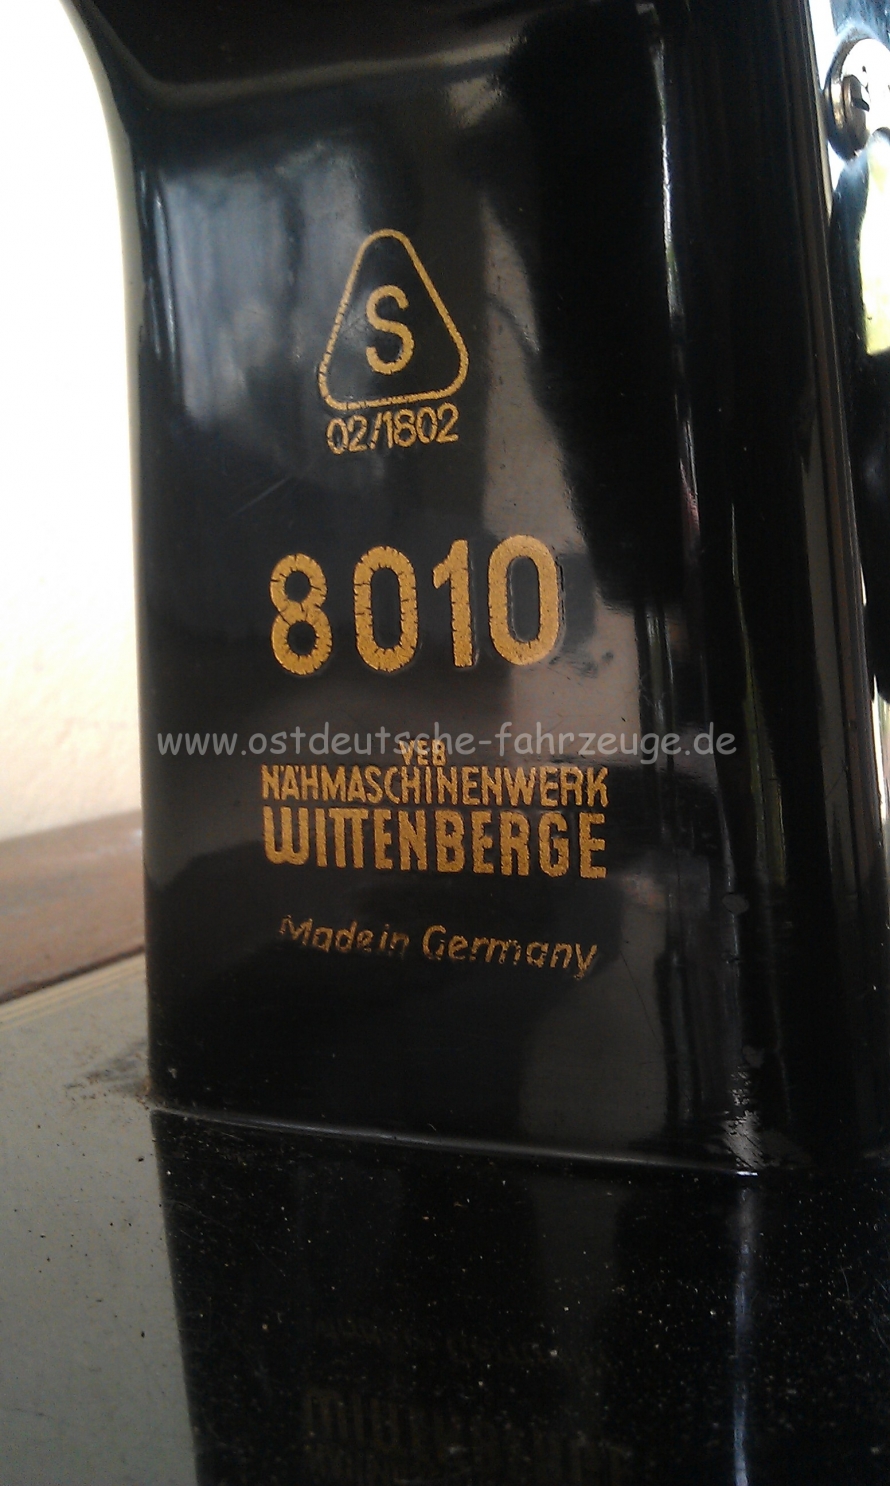 S
02/1802
8010
www.ostdeutsche-fahrzeuge.de
VEB
NÄHMASCHINENWERK
WITTENBERGE
Made in Germany